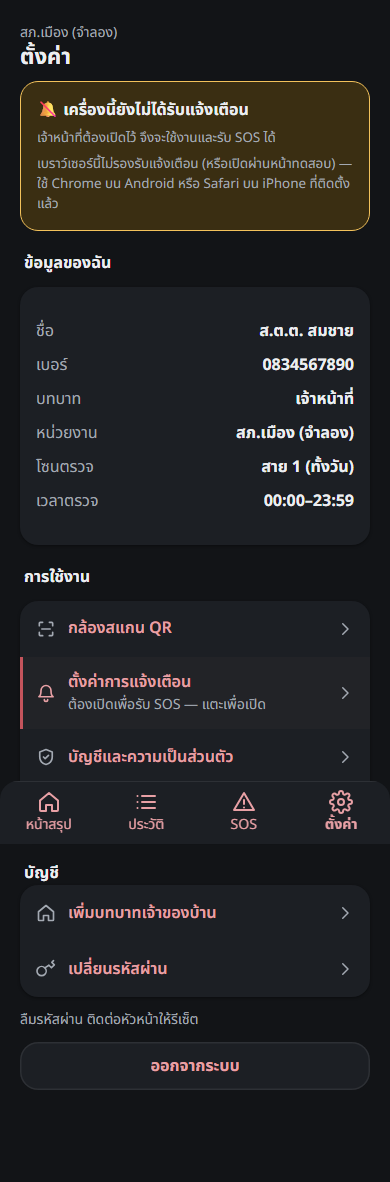 สภ.เมือง (จำลอง)
ตั้งค่า
เครื่องนี้ยังไม่ได้รับแจ้งเตือน
เจ้าหน้าที่ต้องเปิดไว้ จึงจะใช้งานและรับ SOS ได้
เบราว์เซอร์นี้ไม่รองรับแจ้งเตือน (หรือเปิดผ่านหน้าทดสอบ) —
ใช้ Chrome บน Android หรือ Safari บน iPhone ที่ติดตั้ง
แล้ว
ข้อมูลของฉัน
ชื่อ ส.ต.ต. สมชาย
เบอร์ 0834567890
บทบาท เจ้าหน้าที่
หน่วยงาน สภ.เมือง (จำลอง)
โซนตรวจ สาย 1 (ทั้งวัน)
เวลาตรวจ 00:00–23:59
การใช้งาน
กล้องสแกน QR
ตั้งค่าการแจ้งเตือน
ต้องเปิดเพื่อรับ SOS — แตะเพื่อเปิด
บัญชีและความเป็นส่วนตัว
หน้าสรุป ประวัติ SOS ตั้งค่า
บัญชี
เพิ่มบทบาทเจ้าของบ้าน
เปลี่ยนรหัสผ่าน
ลืมรหัสผ่าน ติดต่อหัวหน้าให้รีเซ็ต
ออกจากระบบ